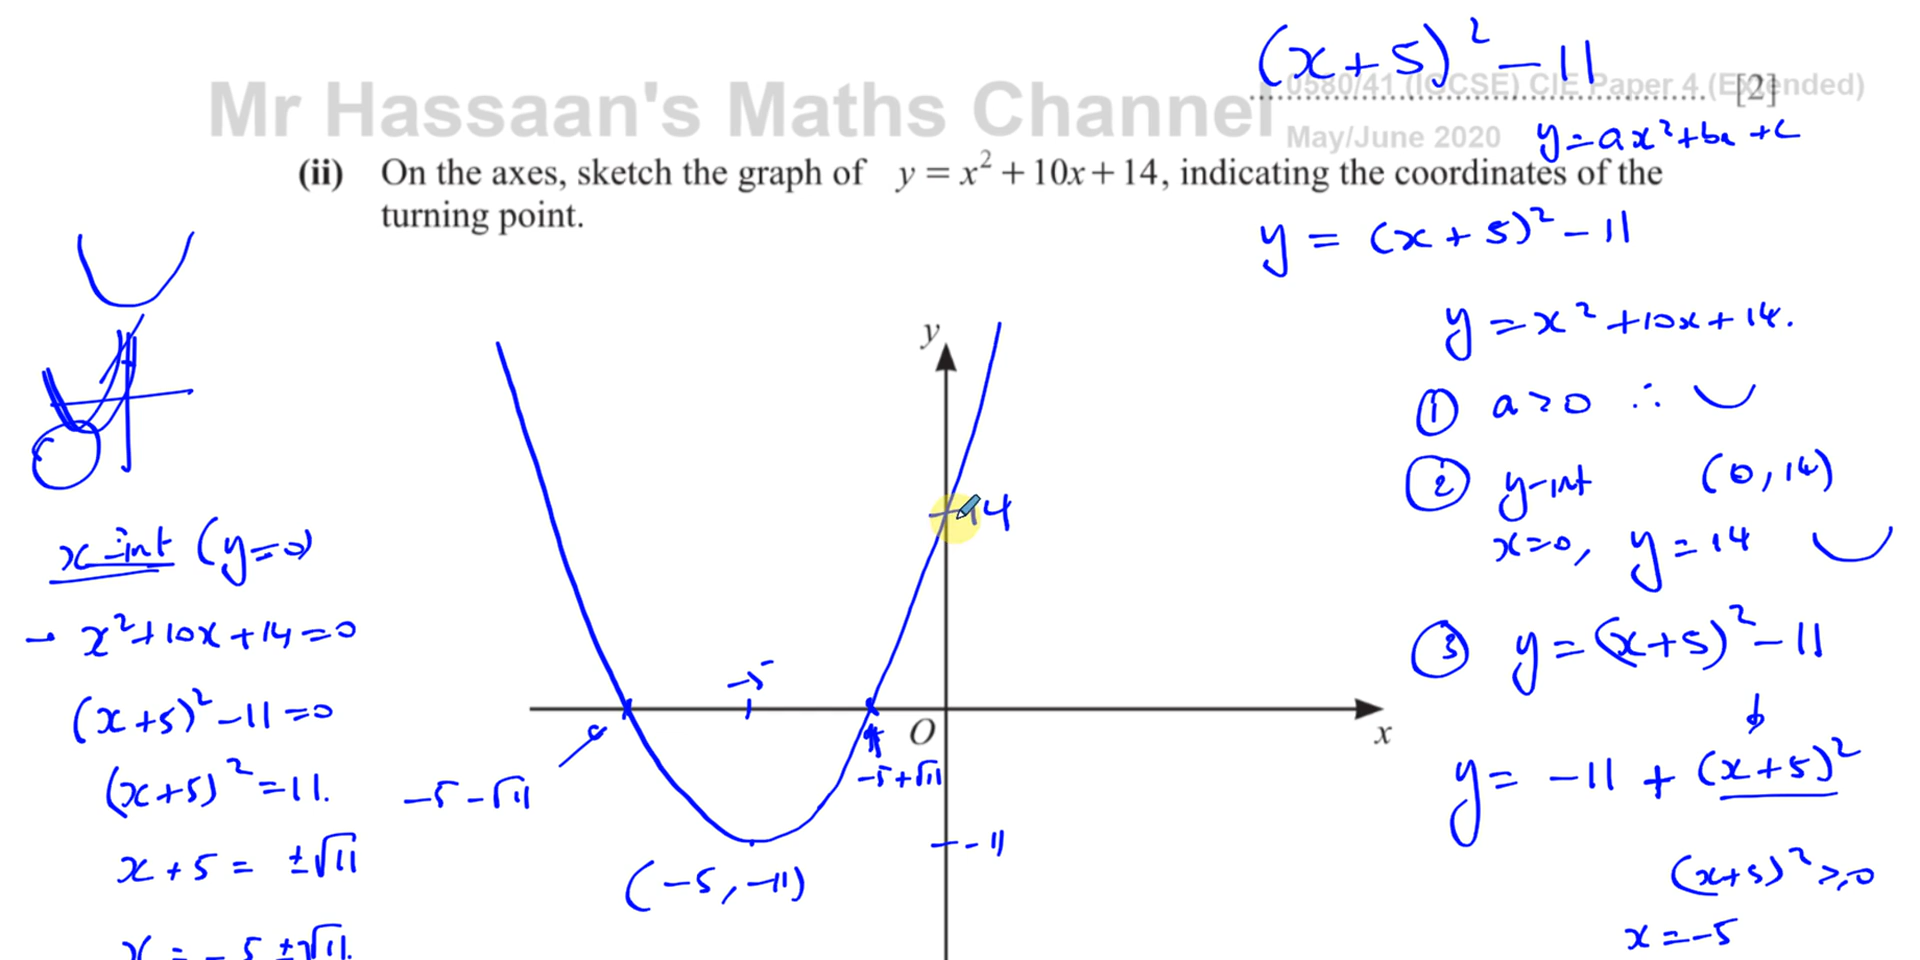 (x+5)² −11
Mr Hassaan's Maths Channel
0580/41 (IGCSE) CIE Paper 4 (Extended)
[2]
May/June 2020
y=ax²+bx+c
(ii) On the axes, sketch the graph of y = x² + 10x + 14, indicating the coordinates of the
turning point.
y = (x+5)² − 11
y = x² + 10x + 14.
① a>0 ∴
② y-int (0,14)
x=0, y=14
③ y = (x+5)² − 11
y = −11 + (x+5)²
(x+5)² ≥ 0
x = −5
x-int (y=0)
x²+10x+14=0
(x+5)² −11=0
(x+5)² =11.
x+5 = ±√11
x = −5 ±√11.
y
14
−5
O
x
−5−√11
−5+√11
−11
(−5, −11)